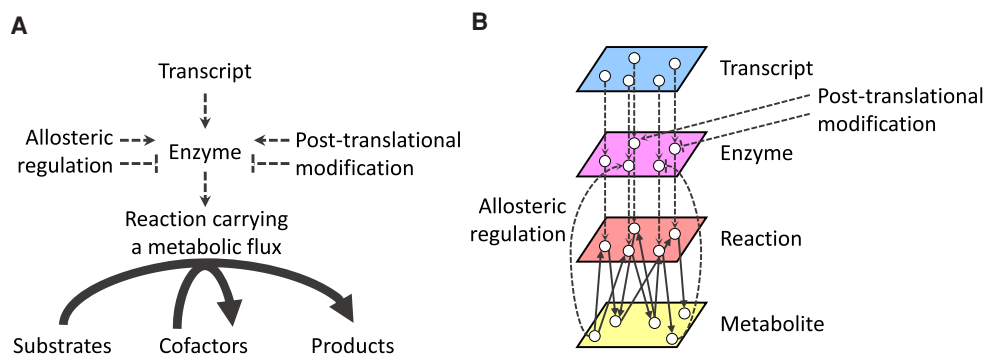 A
Transcript
Allosteric
regulation
Enzyme
Post-translational
modification
Reaction carrying
a metabolic flux
Substrates
Cofactors
Products
B
Transcript
Post-translational
modification
Enzyme
Allosteric
regulation
Reaction
Metabolite